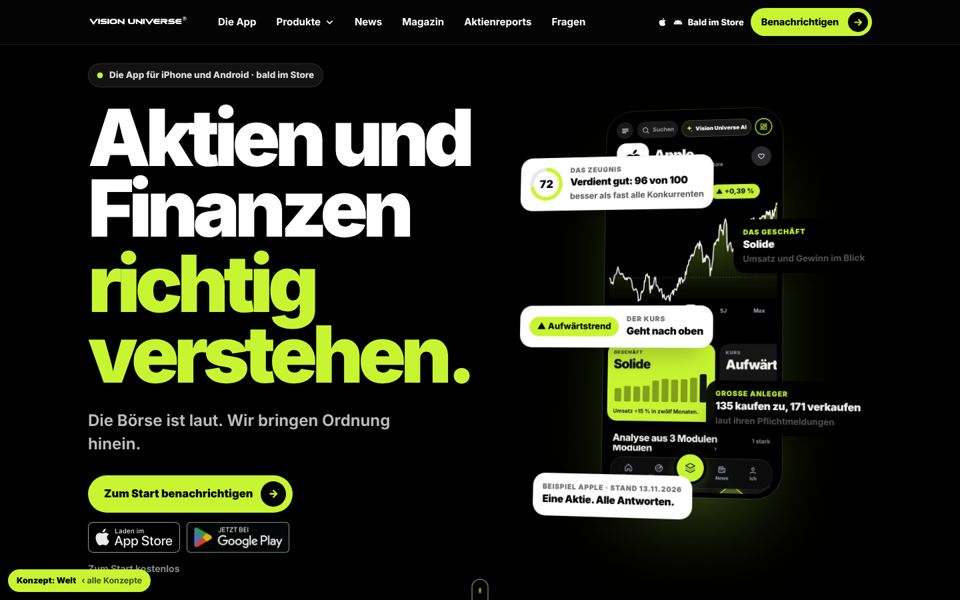 VISION UNIVERSE®
Die App
Produkte
News
Magazin
Aktienreports
Fragen
Bald im Store
Benachrichtigen
Die App für iPhone und Android · bald im Store
Aktien und
Finanzen
richtig
verstehen.
Die Börse ist laut. Wir bringen Ordnung
hinein.
Zum Start benachrichtigen
Laden im
App Store
JETZT BEI
Google Play
Zum Start kostenlos
Konzept: Welt ‹ alle Konzepte
Suchen
Vision Universe AI
Apple
72
DAS ZEUGNIS
Verdient gut: 96 von 100
besser als fast alle Konkurrenten
▲ +0,39 %
DAS GESCHÄFT
Solide
Umsatz und Gewinn im Blick
5J
Max
▲ Aufwärtstrend
DER KURS
Geht nach oben
GESCHÄFT
Solide
Umsatz +15 % in zwölf Monaten.
KURS
Aufwärt
GROSSE ANLEGER
135 kaufen zu, 171 verkaufen
laut ihren Pflichtmeldungen
Analyse aus 3 Modulen
Modulen
1 stark
News
Ich
BEISPIEL APPLE · STAND 13.11.2026
Eine Aktie. Alle Antworten.